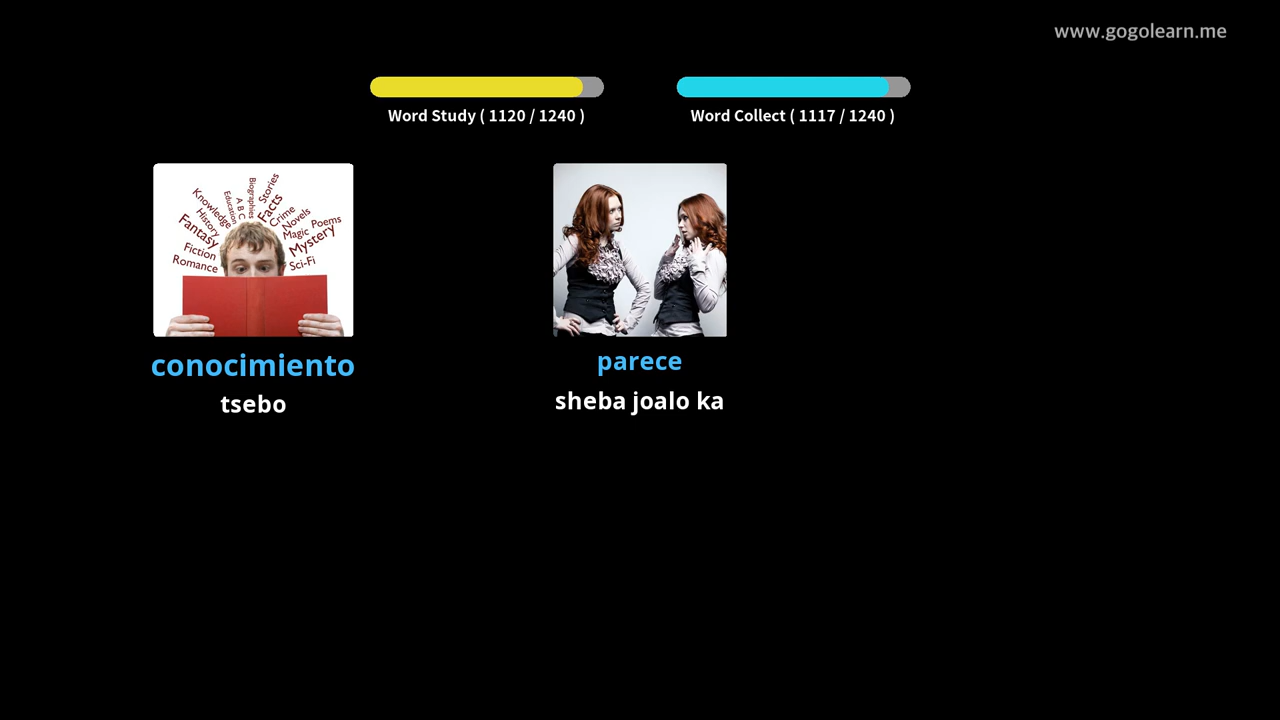 www.gogolearn.me
Word Study ( 1120 / 1240 )
Word Collect ( 1117 / 1240 )
Stories
Biographies
A B C
Education
Knowledge
Facts
Crime
History
Novels
Fantasy
Magic
Poems
Mystery
Fiction
Romance
Sci-Fi
conocimiento
tsebo
parece
sheba joalo ka